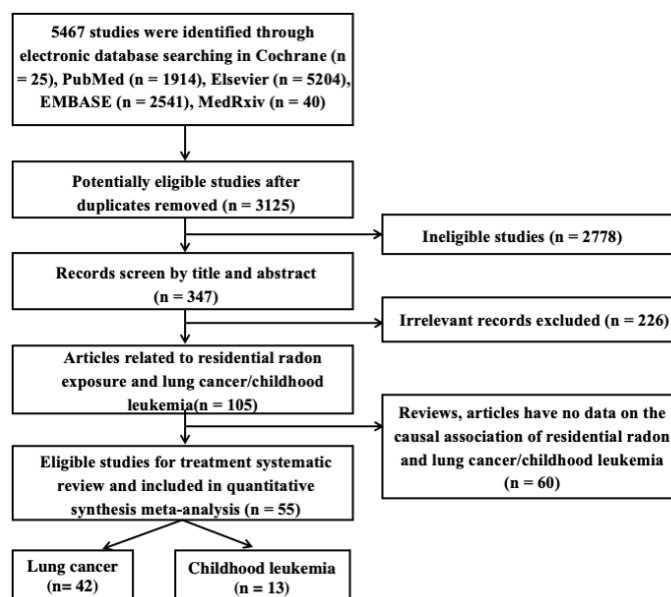 5467 studies were identified through
electronic database searching in Cochrane (n
= 25), PubMed (n = 1914), Elsevier (n = 5204),
EMBASE (n = 2541), MedRxiv (n = 40)
Potentially eligible studies after
duplicates removed (n = 3125)
Ineligible studies (n = 2778)
Records screen by title and abstract
(n = 347)
Irrelevant records excluded (n = 226)
Articles related to residential radon
exposure and lung cancer/childhood
leukemia(n = 105)
Reviews, articles have no data on the
causal association of residential radon
and lung cancer/childhood leukemia
(n = 60)
Eligible studies for treatment systematic
review and included in quantitative
synthesis meta-analysis (n = 55)
Lung cancer
(n= 42)
Childhood leukemia
(n = 13)